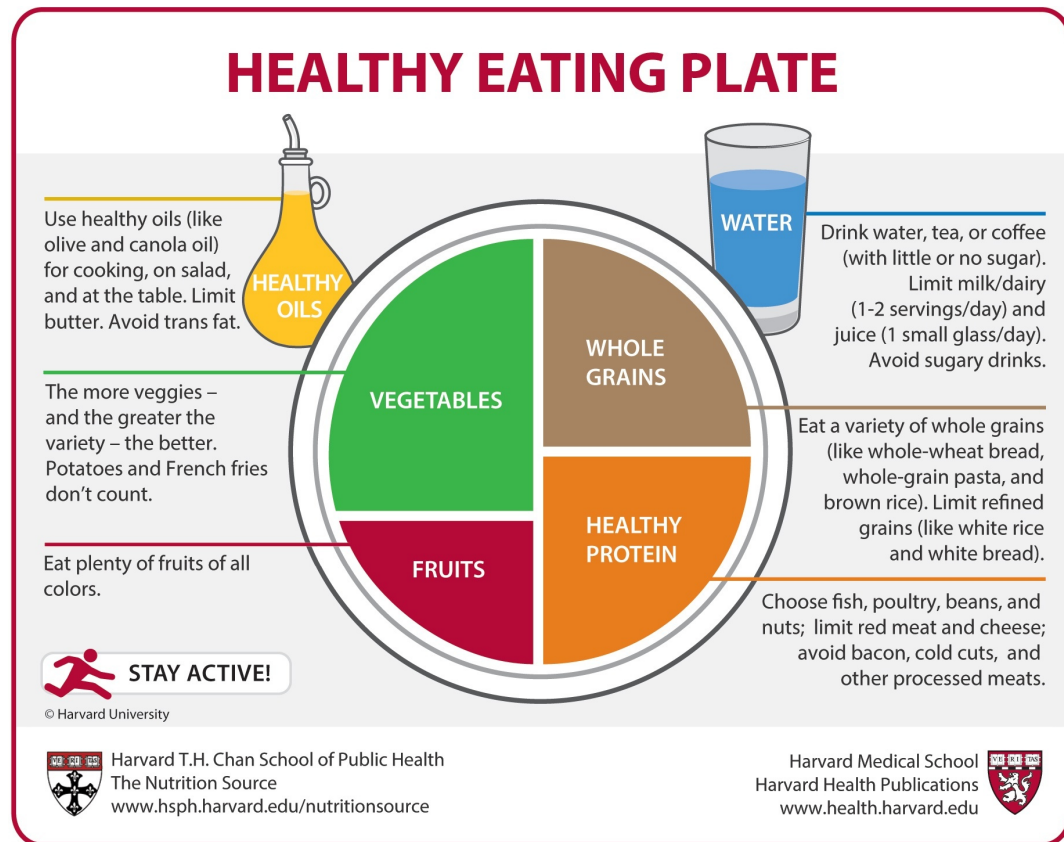 HEALTHY EATING PLATE
Use healthy oils (like
olive and canola oil)
for cooking, on salad,
and at the table. Limit
butter. Avoid trans fat.
HEALTHY
OILS
The more veggies –
and the greater the
variety – the better.
Potatoes and French fries
don't count.
Eat plenty of fruits of all
colors.
VEGETABLES
FRUITS
WHOLE
GRAINS
HEALTHY
PROTEIN
WATER
Drink water, tea, or coffee
(with little or no sugar).
Limit milk/dairy
(1-2 servings/day) and
juice (1 small glass/day).
Avoid sugary drinks.
Eat a variety of whole grains
(like whole-wheat bread,
whole-grain pasta, and
brown rice). Limit refined
grains (like white rice
and white bread).
Choose fish, poultry, beans, and
nuts; limit red meat and cheese;
avoid bacon, cold cuts, and
other processed meats.
STAY ACTIVE!
© Harvard University
VE RI TAS
Harvard T.H. Chan School of Public Health
The Nutrition Source
www.hsph.harvard.edu/nutritionsource
Harvard Medical School
Harvard Health Publications
www.health.harvard.edu
VE RI TAS